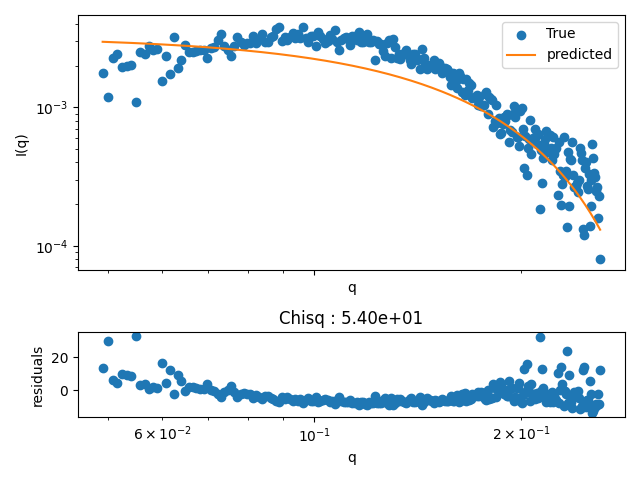 True
predicted
10⁻³
10⁻⁴
I(q)
q
Chisq : 5.40e+01
20
0
residuals
6 × 10⁻²
10⁻¹
2 × 10⁻¹
q